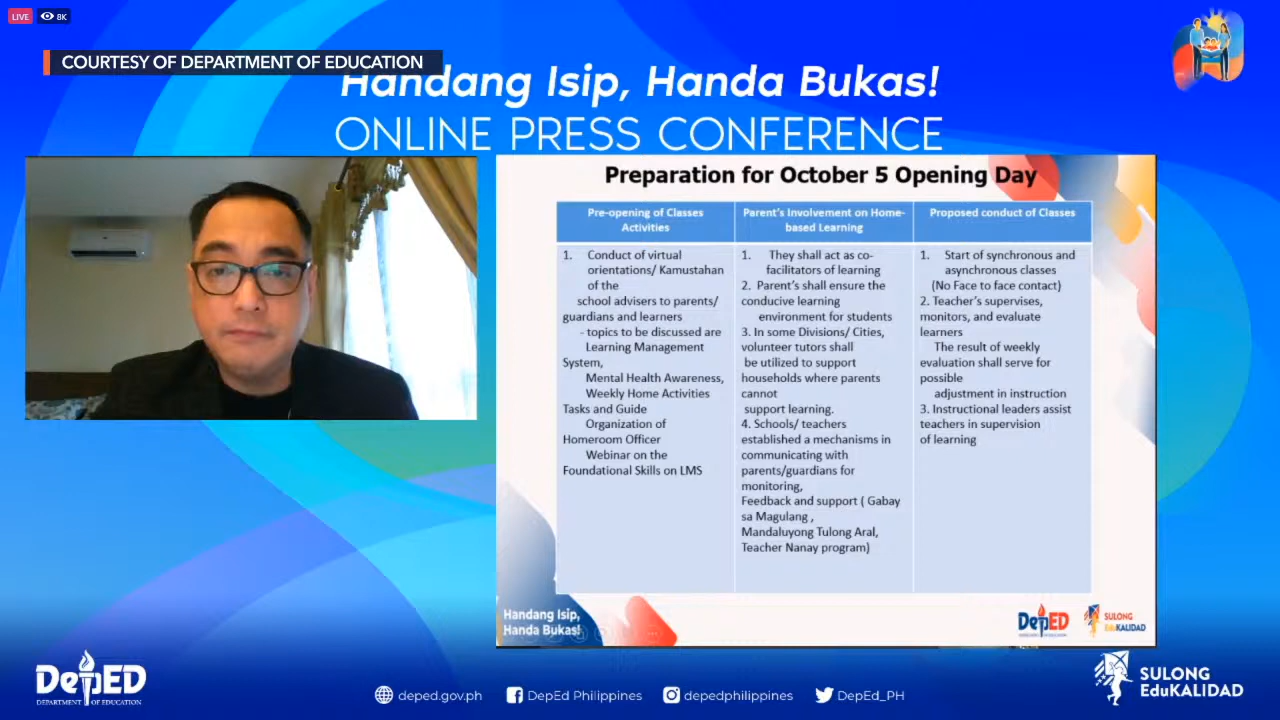 LIVE 8K
COURTESY OF DEPARTMENT OF EDUCATION
Handang Isip, Handa Bukas!
ONLINE PRESS CONFERENCE
Preparation for October 5 Opening Day
Pre-opening of Classes
Activities
1. Conduct of virtual
orientations/ Kamustahan
of the
school advisers to parents/
guardians and learners
- topics to be discussed are
Learning Management
System,
Mental Health Awareness,
Weekly Home Activities
Tasks and Guide
Organization of
Homeroom Officer
Webinar on the
Foundational Skills on LMS
Parent's Involvement on Home-
based Learning
1. They shall act as co-
facilitators of learning
2. Parent's shall ensure the
conducive learning
environment for students
3. In some Divisions/ Cities,
volunteer tutors shall
be utilized to support
households where parents
cannot
support learning.
4. Schools/ teachers
established a mechanisms in
communicating with
parents/guardians for
monitoring,
Feedback and support ( Gabay
sa Magulang ,
Mandaluyong Tulong Aral,
Teacher Nanay program)
Proposed conduct of Classes
1. Start of synchronous and
asynchronous classes
(No Face to face contact)
2. Teacher's supervises,
monitors, and evaluate
learners
The result of weekly
evaluation shall serve for
possible
adjustment in instruction
3. Instructional leaders assist
teachers in supervision
of learning
Handang Isip,
Handa Bukas!
DepED
SULONG
EduKALIDAD
DepED
DEPARTMENT OF EDUCATION
deped.gov.ph DepEd Philippines depedphilippines DepEd_PH
SULONG
EduKALIDAD